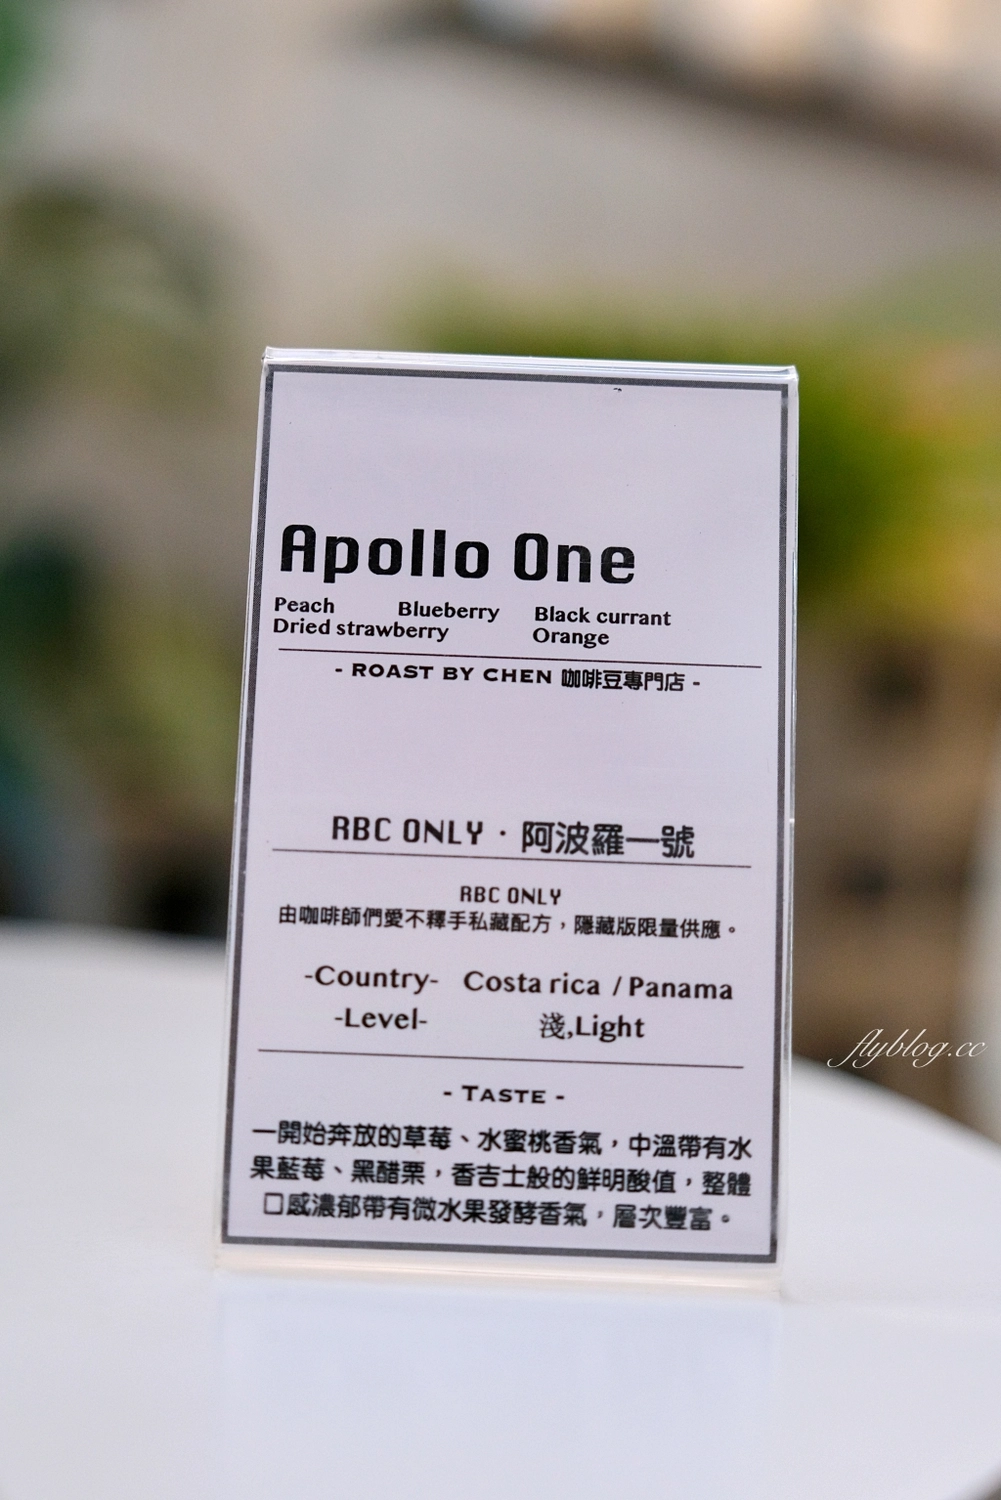 Apollo One
Peach Blueberry Black currant
Dried strawberry Orange
- ROAST BY CHEN 咖啡豆專門店 -
RBC ONLY · 阿波羅一號
RBC ONLY
由咖啡師們愛不釋手私藏配方，隱藏版限量供應。
-Country- Costa rica / Panama
-Level- 淺,Light
- TASTE -
一開始奔放的草莓、水蜜桃香氣，中溫帶有水
果藍莓、黑醋栗，香吉士般的鮮明酸值，整體
口感濃郁帶有微水果發酵香氣，層次豐富。
flyblog.cc